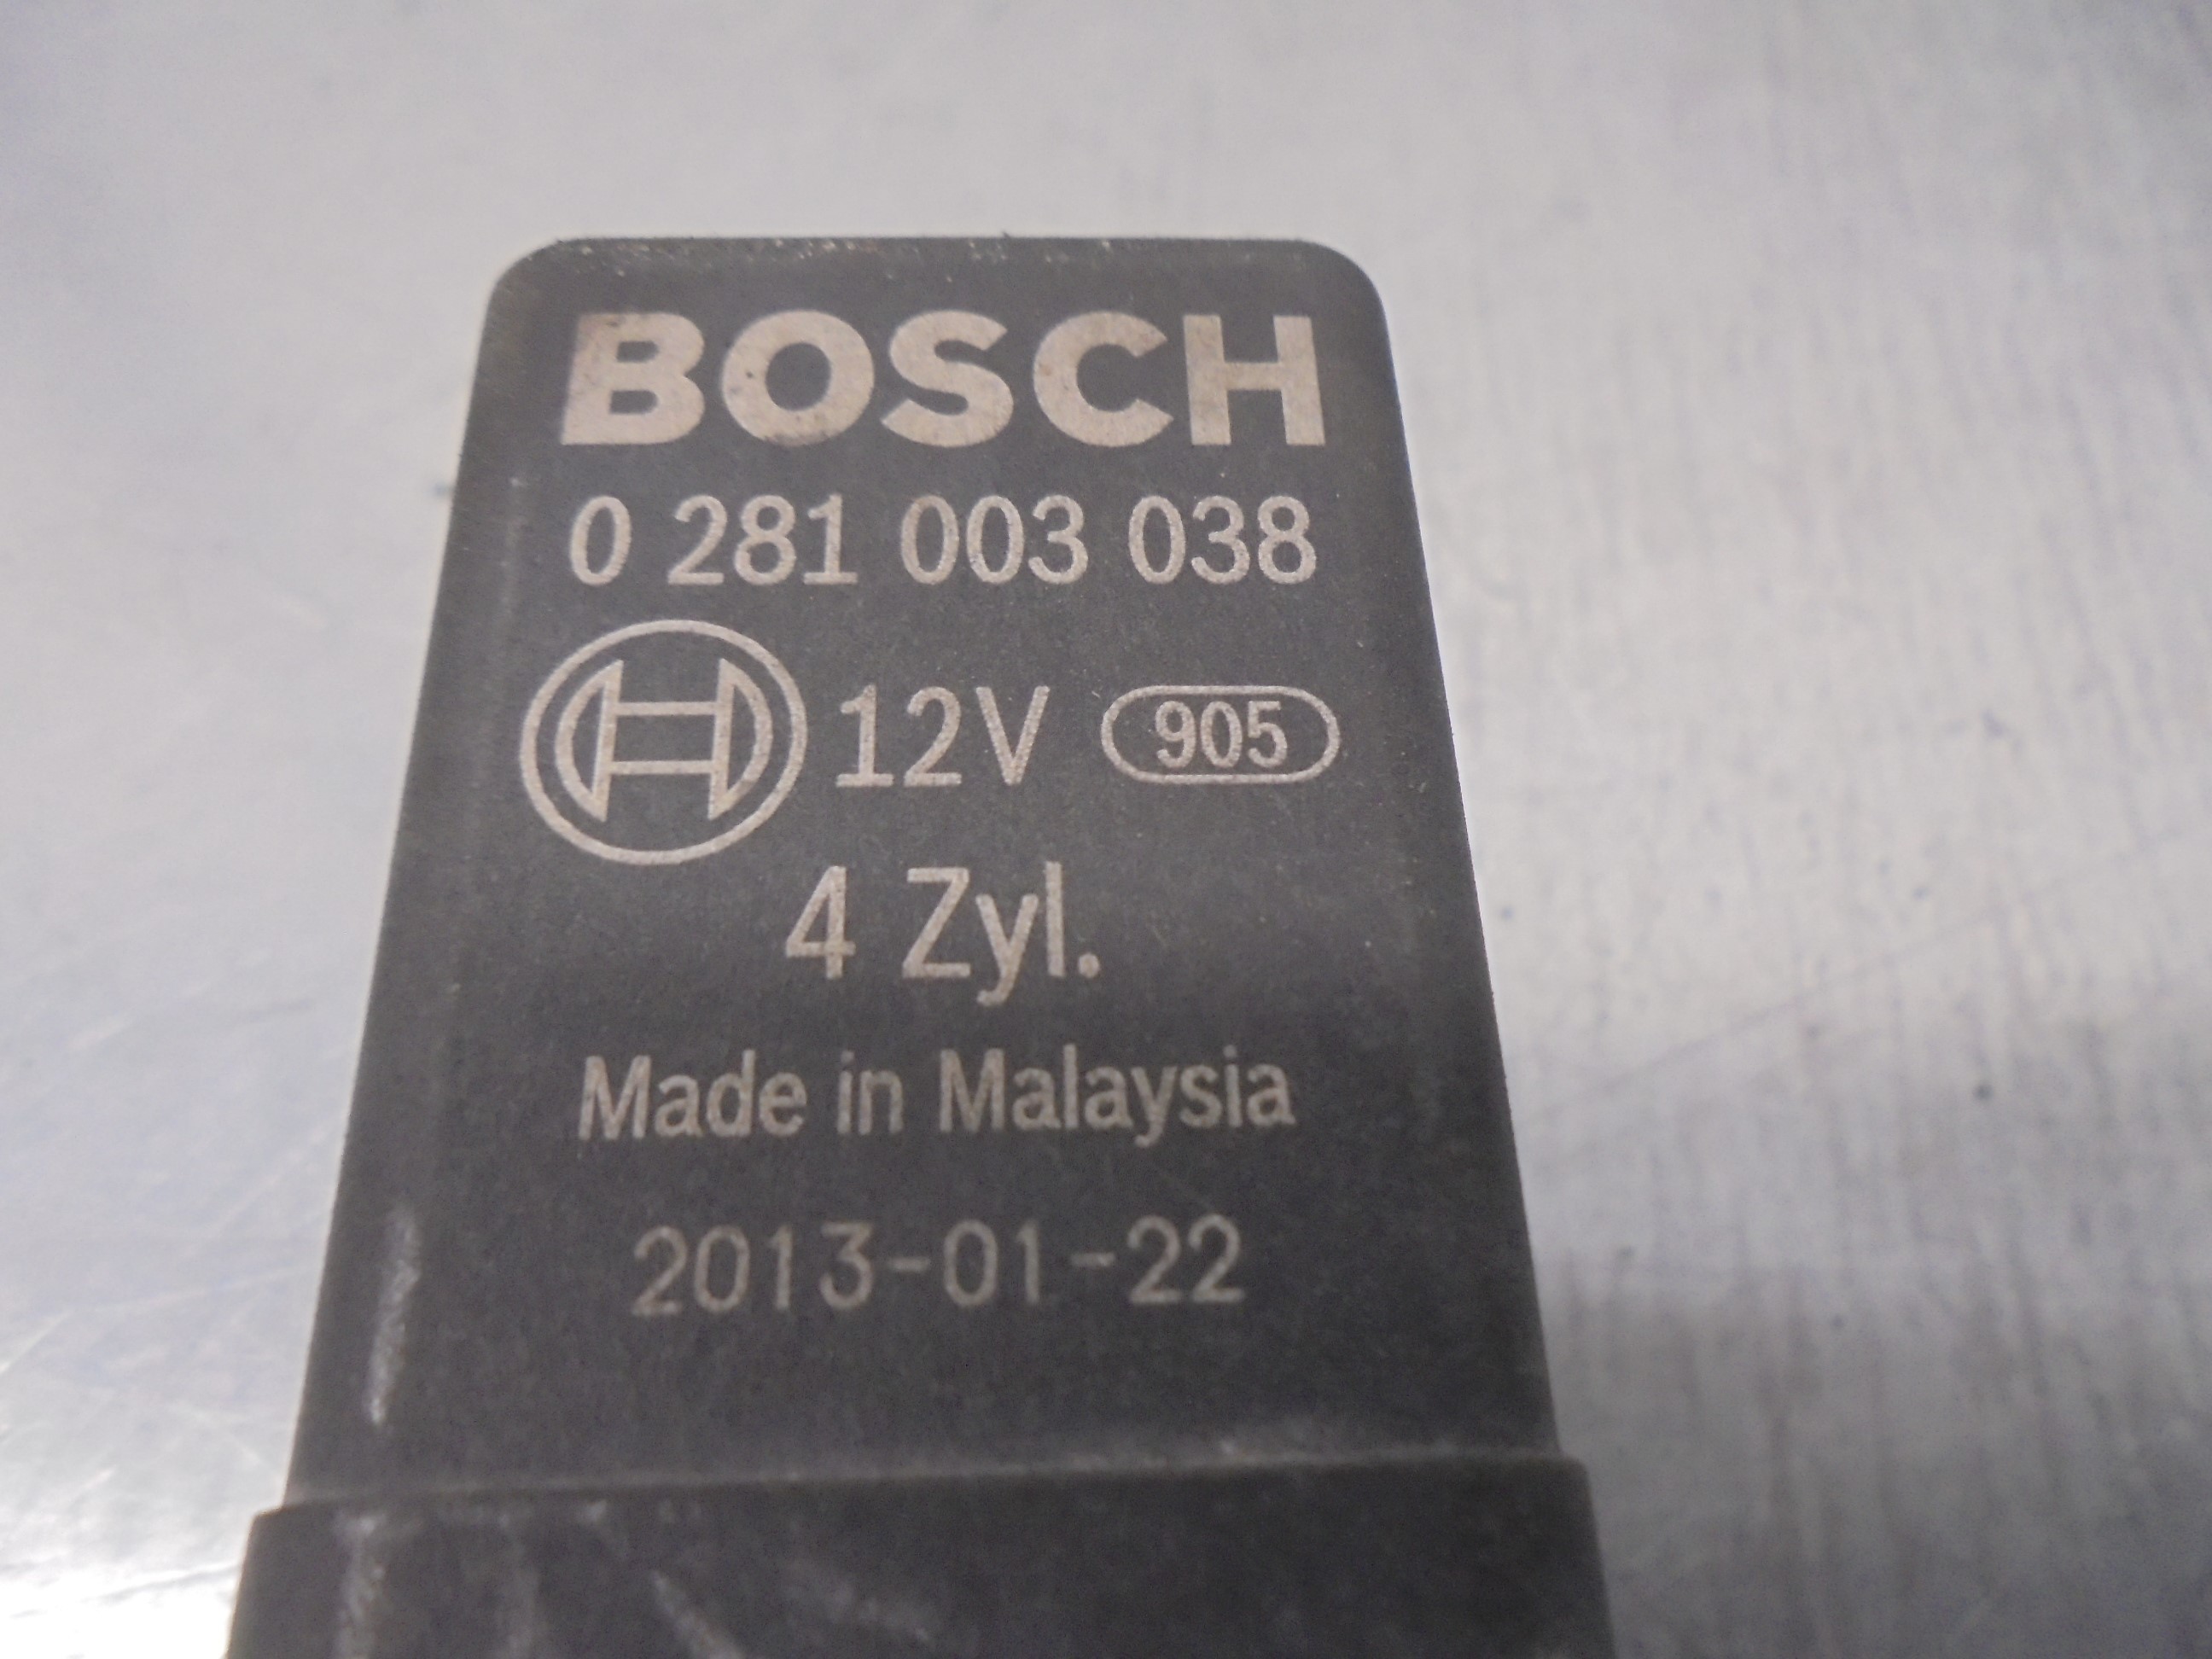 BOSCH
0 281 003 038
12V 905
4 Zyl.
Made in Malaysia
2013-01-22